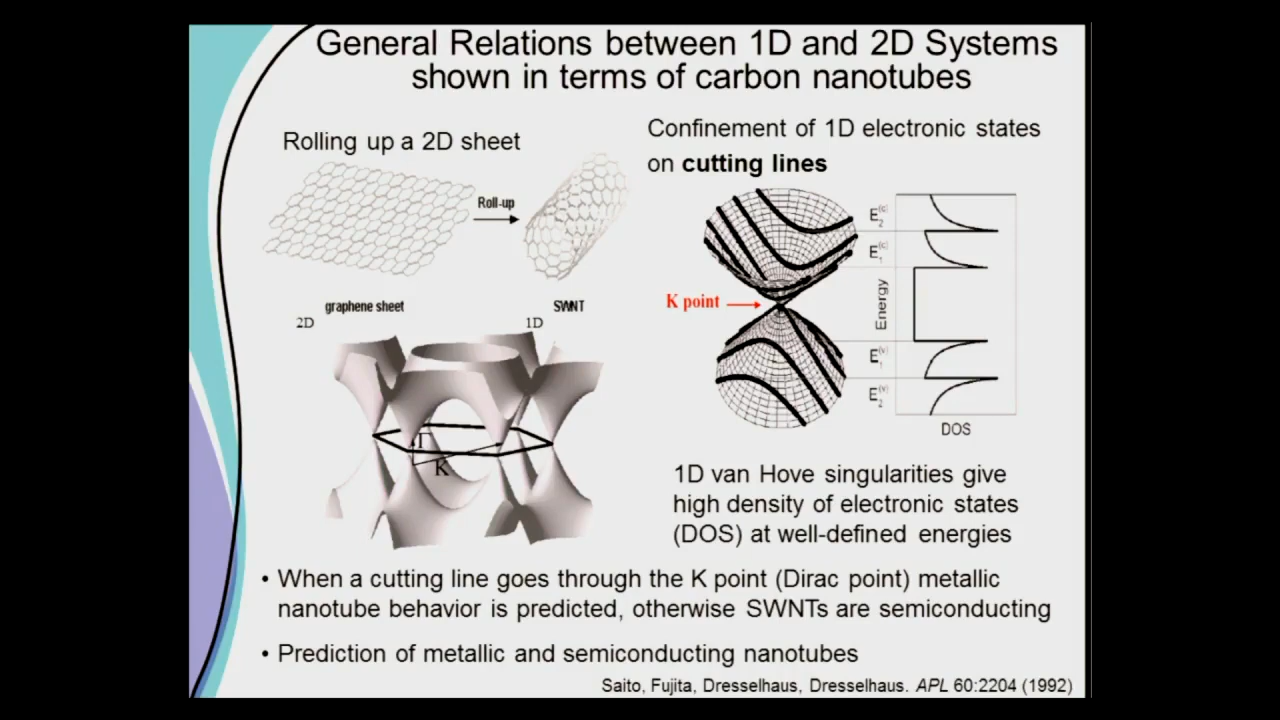 General Relations between 1D and 2D Systems
shown in terms of carbon nanotubes
Rolling up a 2D sheet
Roll-up
graphene sheet
SWNT
2D
1D
Γ
K
Confinement of 1D electronic states
on cutting lines
K point
E₂⁽ᶜ⁾
E₁⁽ᶜ⁾
Energy
E₁⁽ᵛ⁾
E₂⁽ᵛ⁾
DOS
1D van Hove singularities give
high density of electronic states
(DOS) at well-defined energies
• When a cutting line goes through the K point (Dirac point) metallic
nanotube behavior is predicted, otherwise SWNTs are semiconducting
• Prediction of metallic and semiconducting nanotubes
Saito, Fujita, Dresselhaus, Dresselhaus. APL 60:2204 (1992)